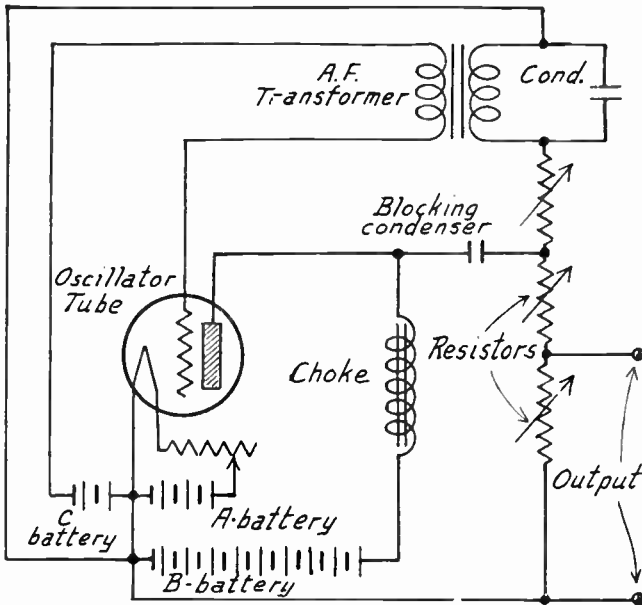 A.F.
Transformer
Cond.
Blocking
condenser
Oscillator
Tube
Choke
Resistors
Output
C
battery
A-battery
B-battery